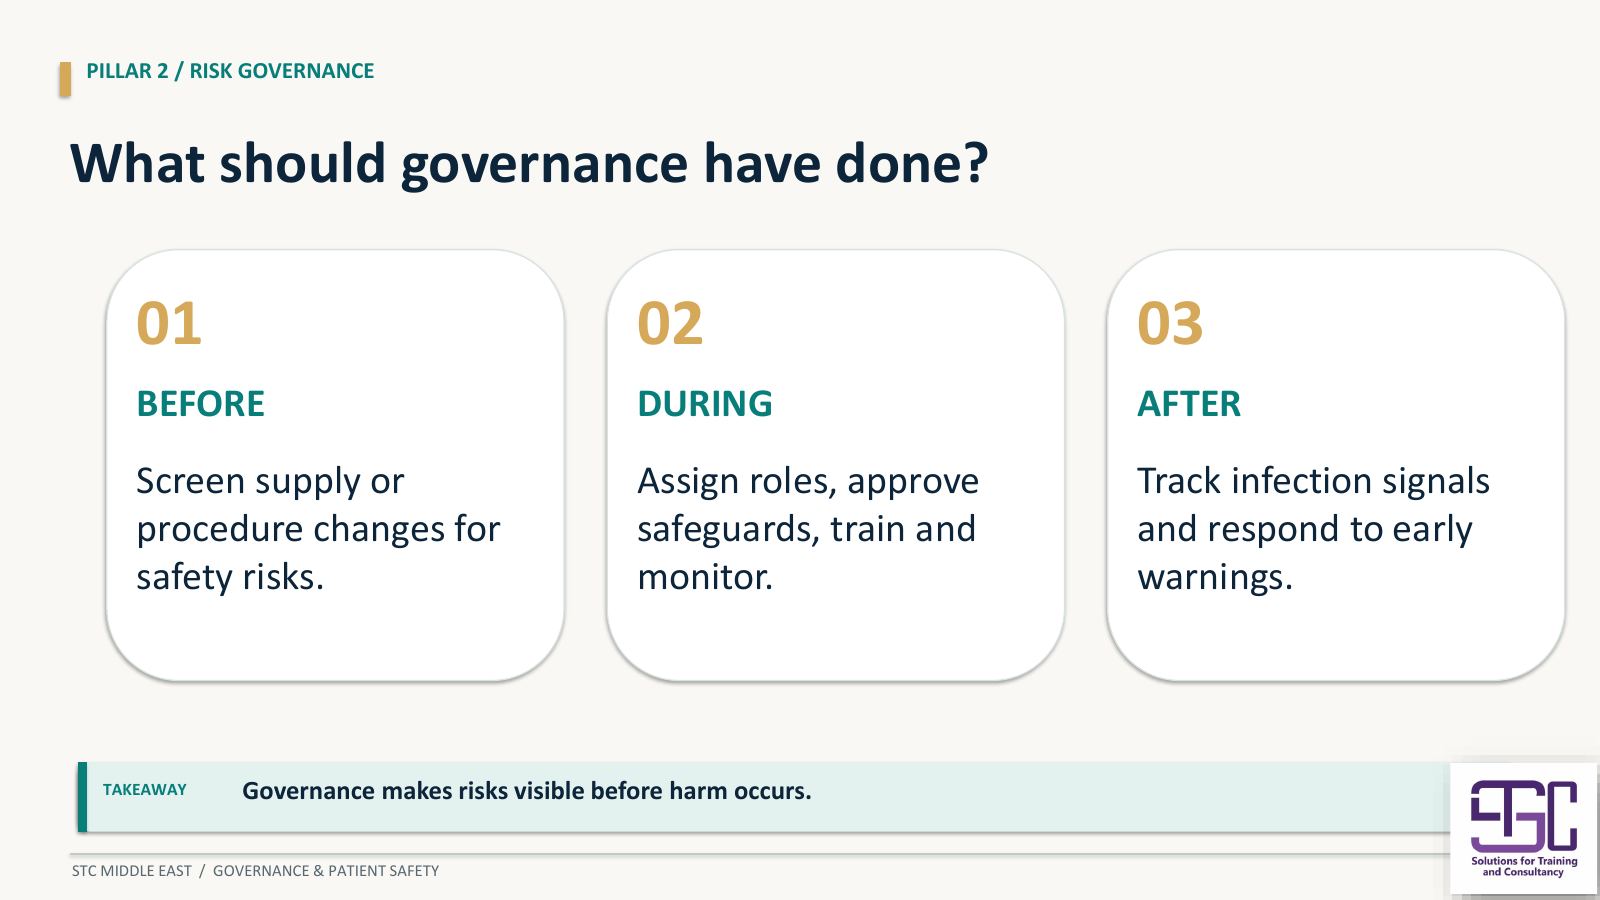 PILLAR 2 / RISK GOVERNANCE
What should governance have done?
01
BEFORE
Screen supply or
procedure changes for
safety risks.
02
DURING
Assign roles, approve
safeguards, train and
monitor.
03
AFTER
Track infection signals
and respond to early
warnings.
TAKEAWAY
Governance makes risks visible before harm occurs.
STC MIDDLE EAST / GOVERNANCE & PATIENT SAFETY
STC
Solutions for Training
and Consultancy